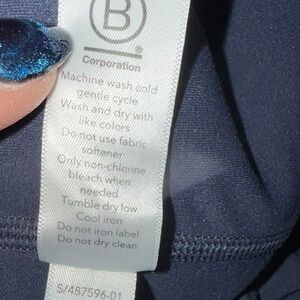 B
®
Corporation
Machine wash cold
gentle cycle
Wash and dry with
like colors
Do not use fabric
softener
Only non-chlorine
bleach when
needed
Tumble dry low
Cool iron
Do not iron label
Do not dry clean
S/487596-01